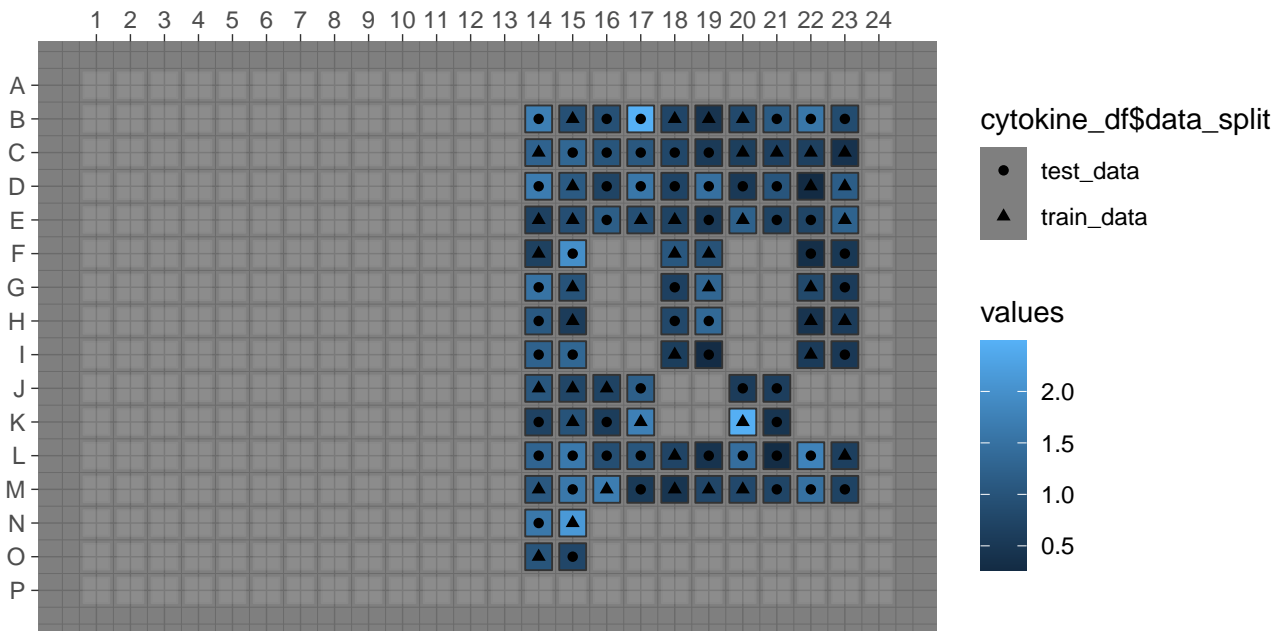 1 2 3 4 5 6 7 8 9 10 11 12 13 14 15 16 17 18 19 20 21 22 23 24
A
B
C
D
E
F
G
H
I
J
K
L
M
N
O
P
cytokine_df$data_split
test_data
train_data
values
2.0
1.5
1.0
0.5